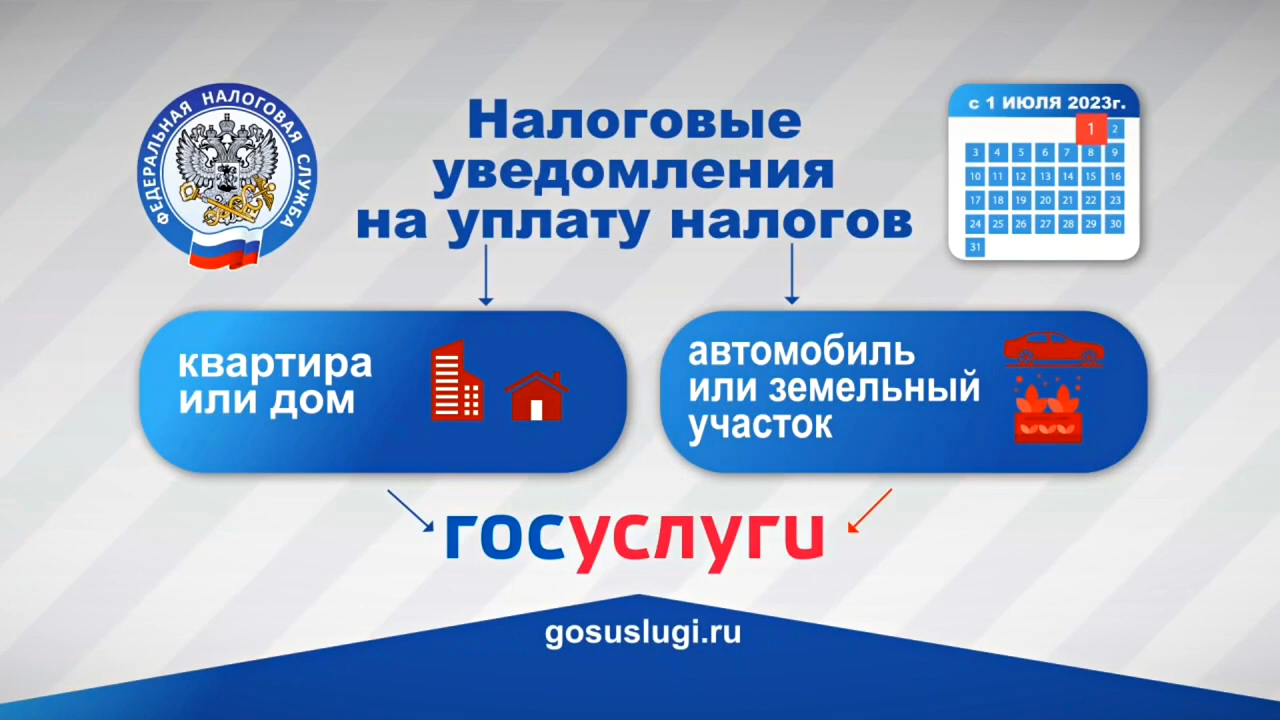 ФЕДЕРАЛЬНАЯ НАЛОГОВАЯ СЛУЖБА
Налоговые
уведомления
на уплату налогов
с 1 ИЮЛЯ 2023г.
1 2
3 4 5 6 7 8 9
10 11 12 13 14 15 16
17 18 19 20 21 22 23
24 25 26 27 28 29 30
31
квартира
или дом
автомобиль
или земельный
участок
госуслуги
gosuslugi.ru